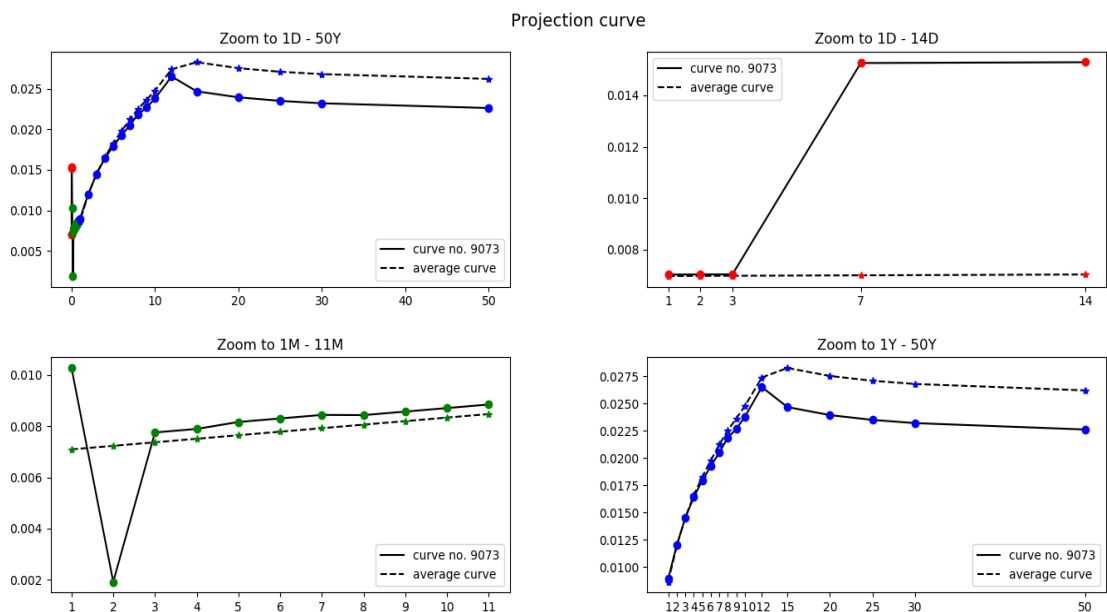 Projection curve
Zoom to 1D - 50Y
0.025
0.020
0.015
0.010
0.005
curve no. 9073
average curve
0 10 20 30 40 50
Zoom to 1D - 14D
curve no. 9073
average curve
0.014
0.012
0.010
0.008
1 2 3 7 14
Zoom to 1M - 11M
0.010
0.008
0.006
0.004
0.002
curve no. 9073
average curve
1 2 3 4 5 6 7 8 9 10 11
Zoom to 1Y - 50Y
0.0275
0.0250
0.0225
0.0200
0.0175
0.0150
0.0125
0.0100
curve no. 9073
average curve
1 2 3 4 5 6 7 8 9 10 12 15 20 25 30 50